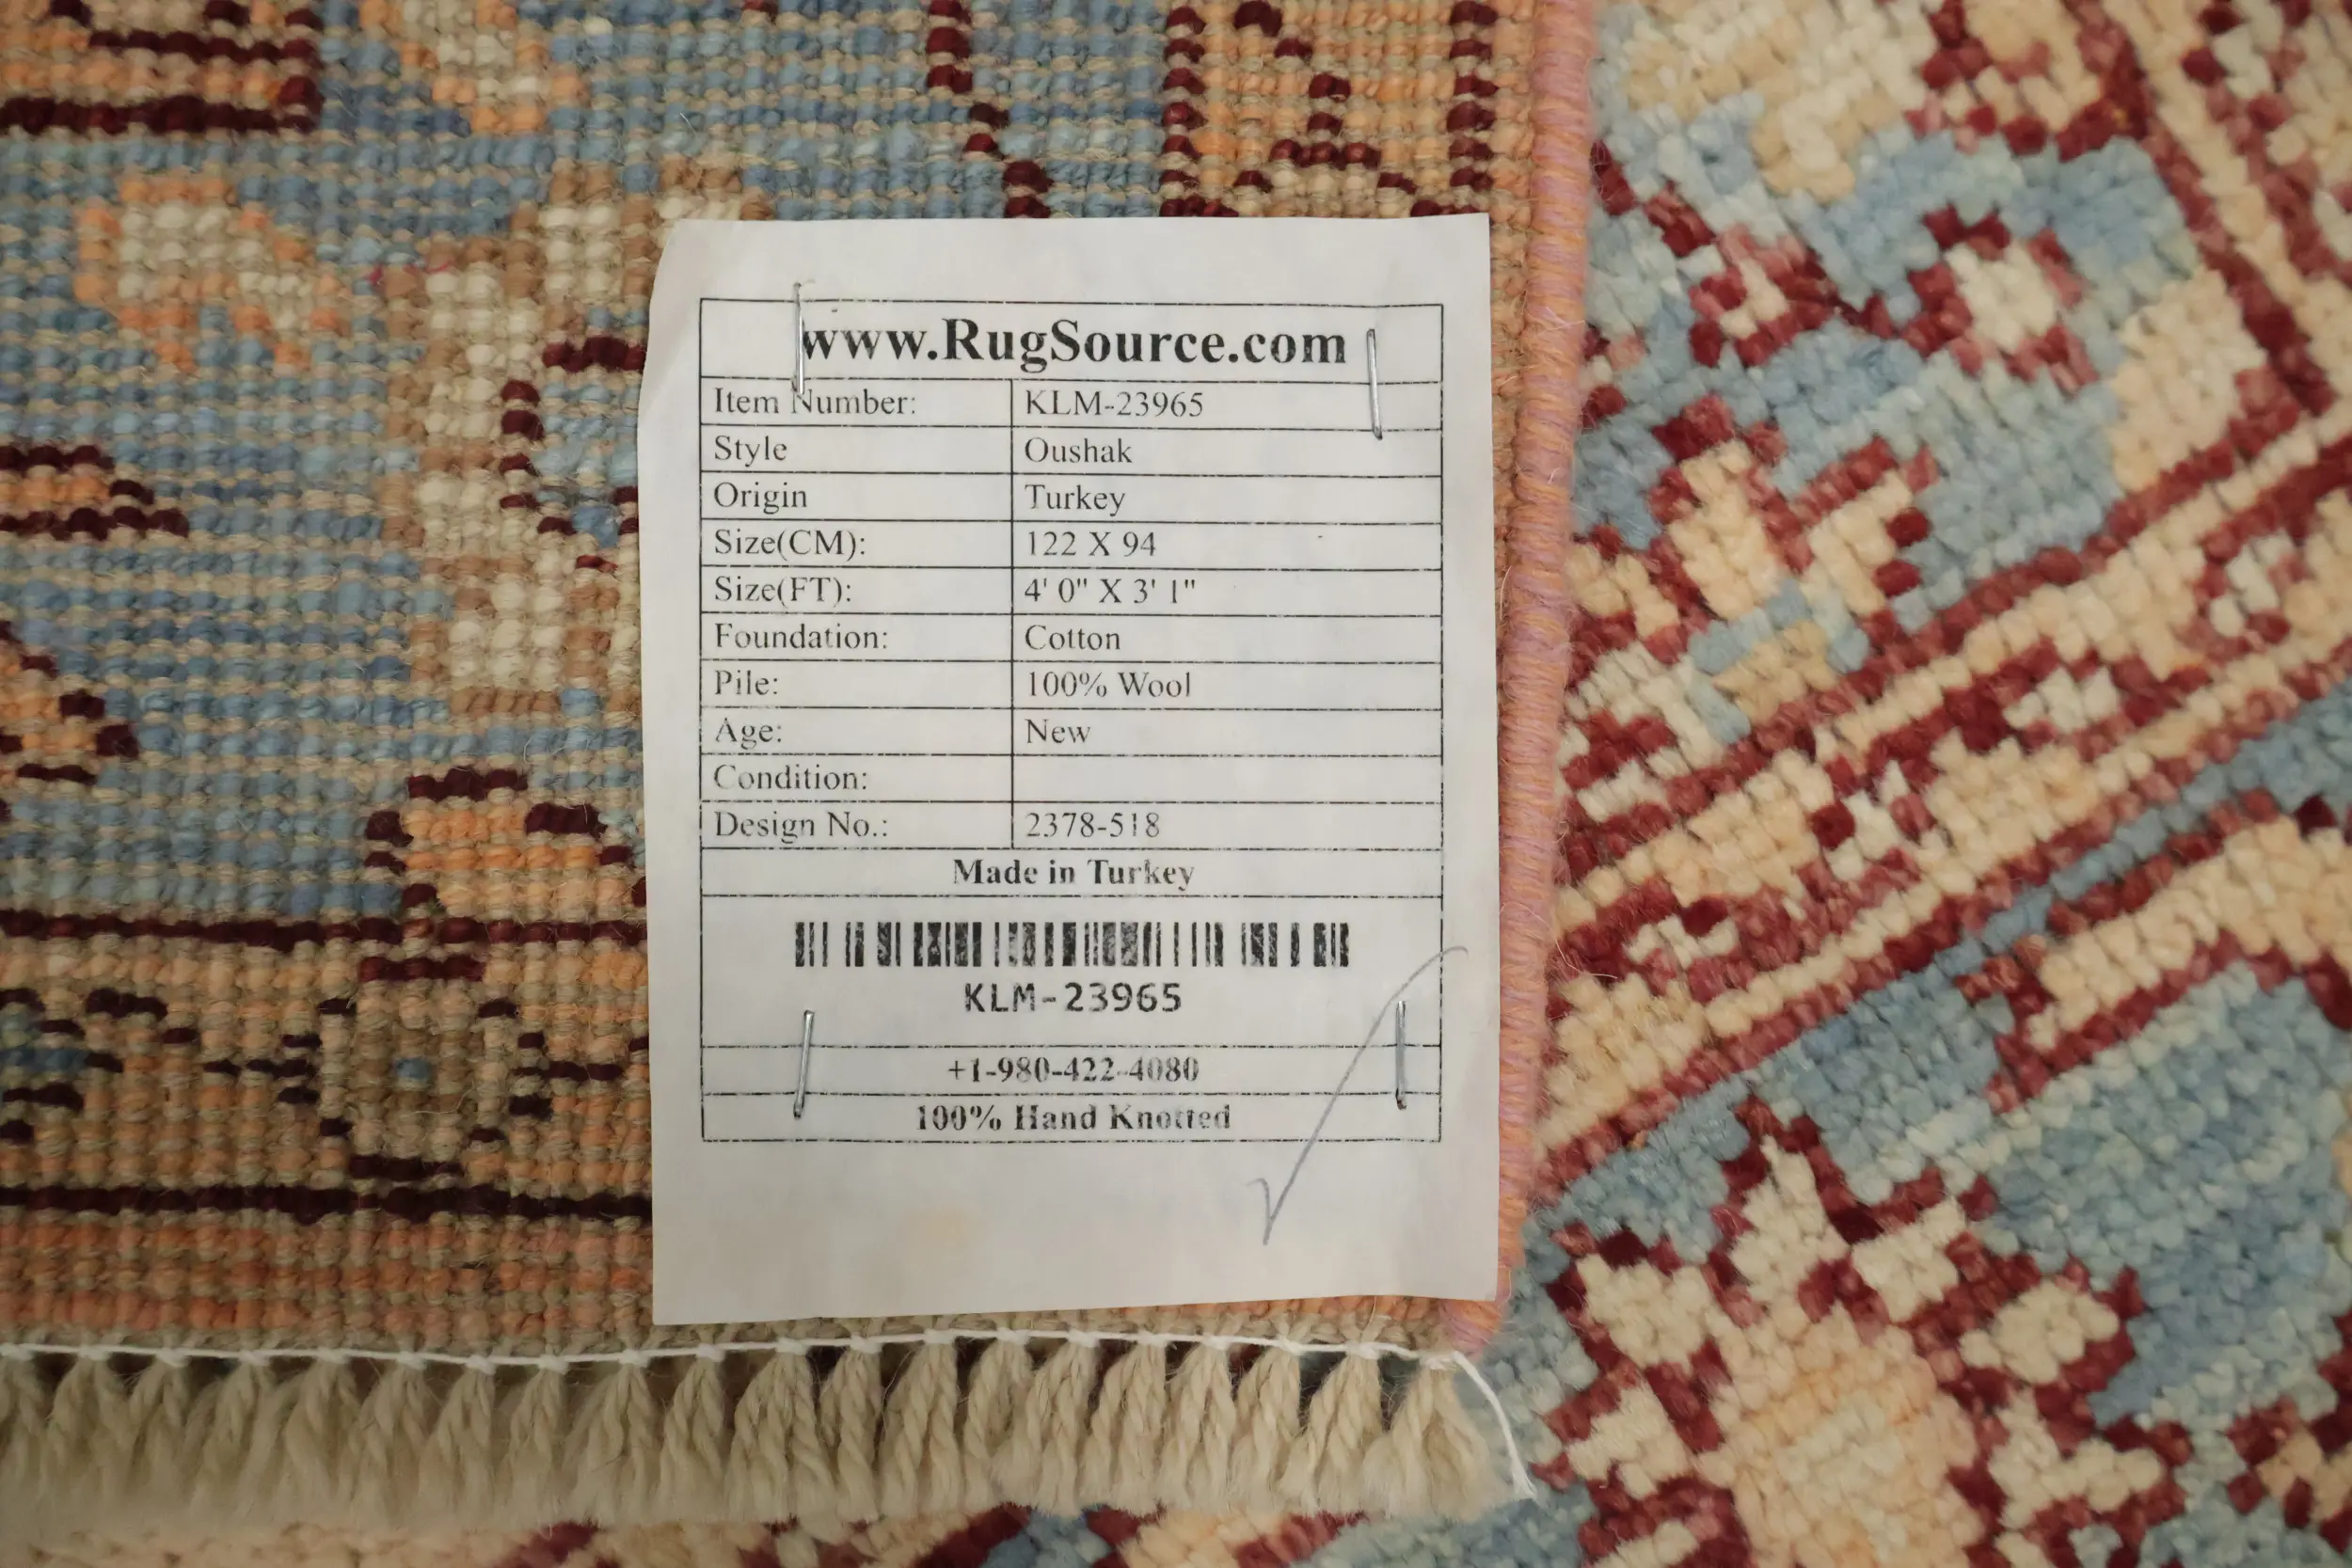 www.RugSource.com
Item Number: KLM-23965
Style Oushak
Origin Turkey
Size(CM): 122 X 94
Size(FT): 4' 0" X 3' 1"
Foundation: Cotton
Pile: 100% Wool
Age: New
Condition:
Design No.: 2378-518
Made in Turkey
KLM-23965
+1-980-422-4080
100% Hand Knotted